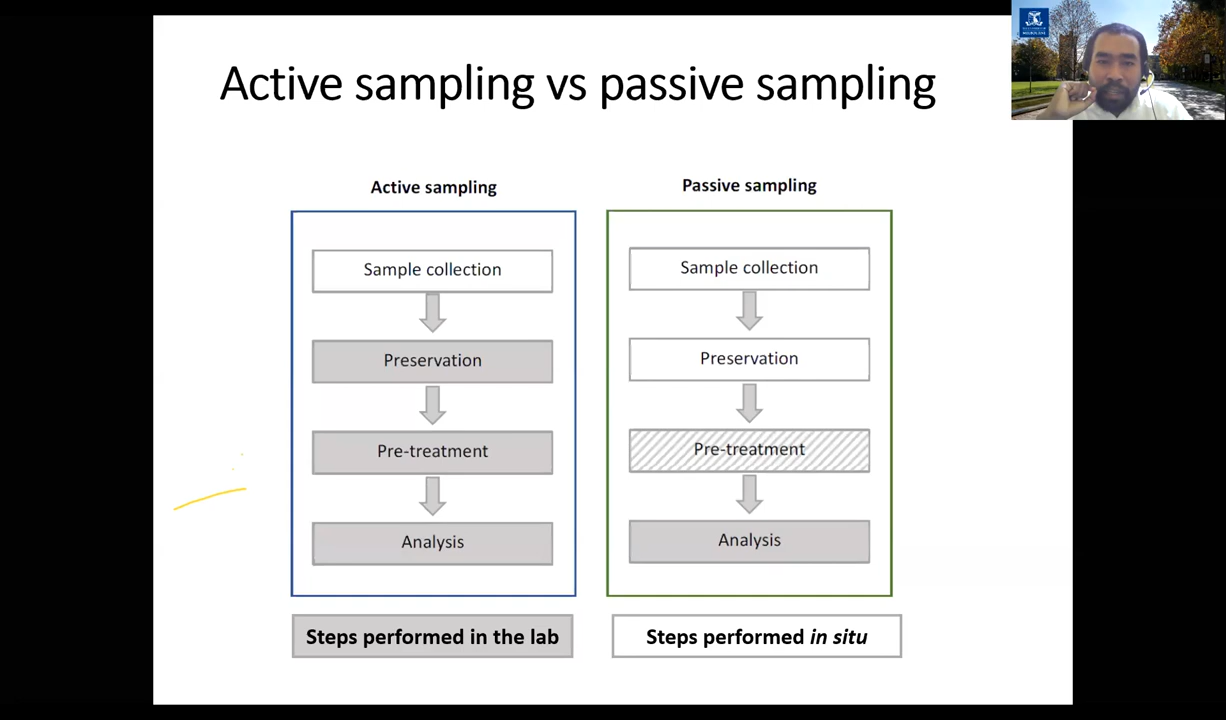 Active sampling vs passive sampling
Active sampling
Sample collection
Preservation
Pre-treatment
Analysis
Steps performed in the lab
Passive sampling
Sample collection
Preservation
Pre-treatment
Analysis
Steps performed in situ
MELBOURNE